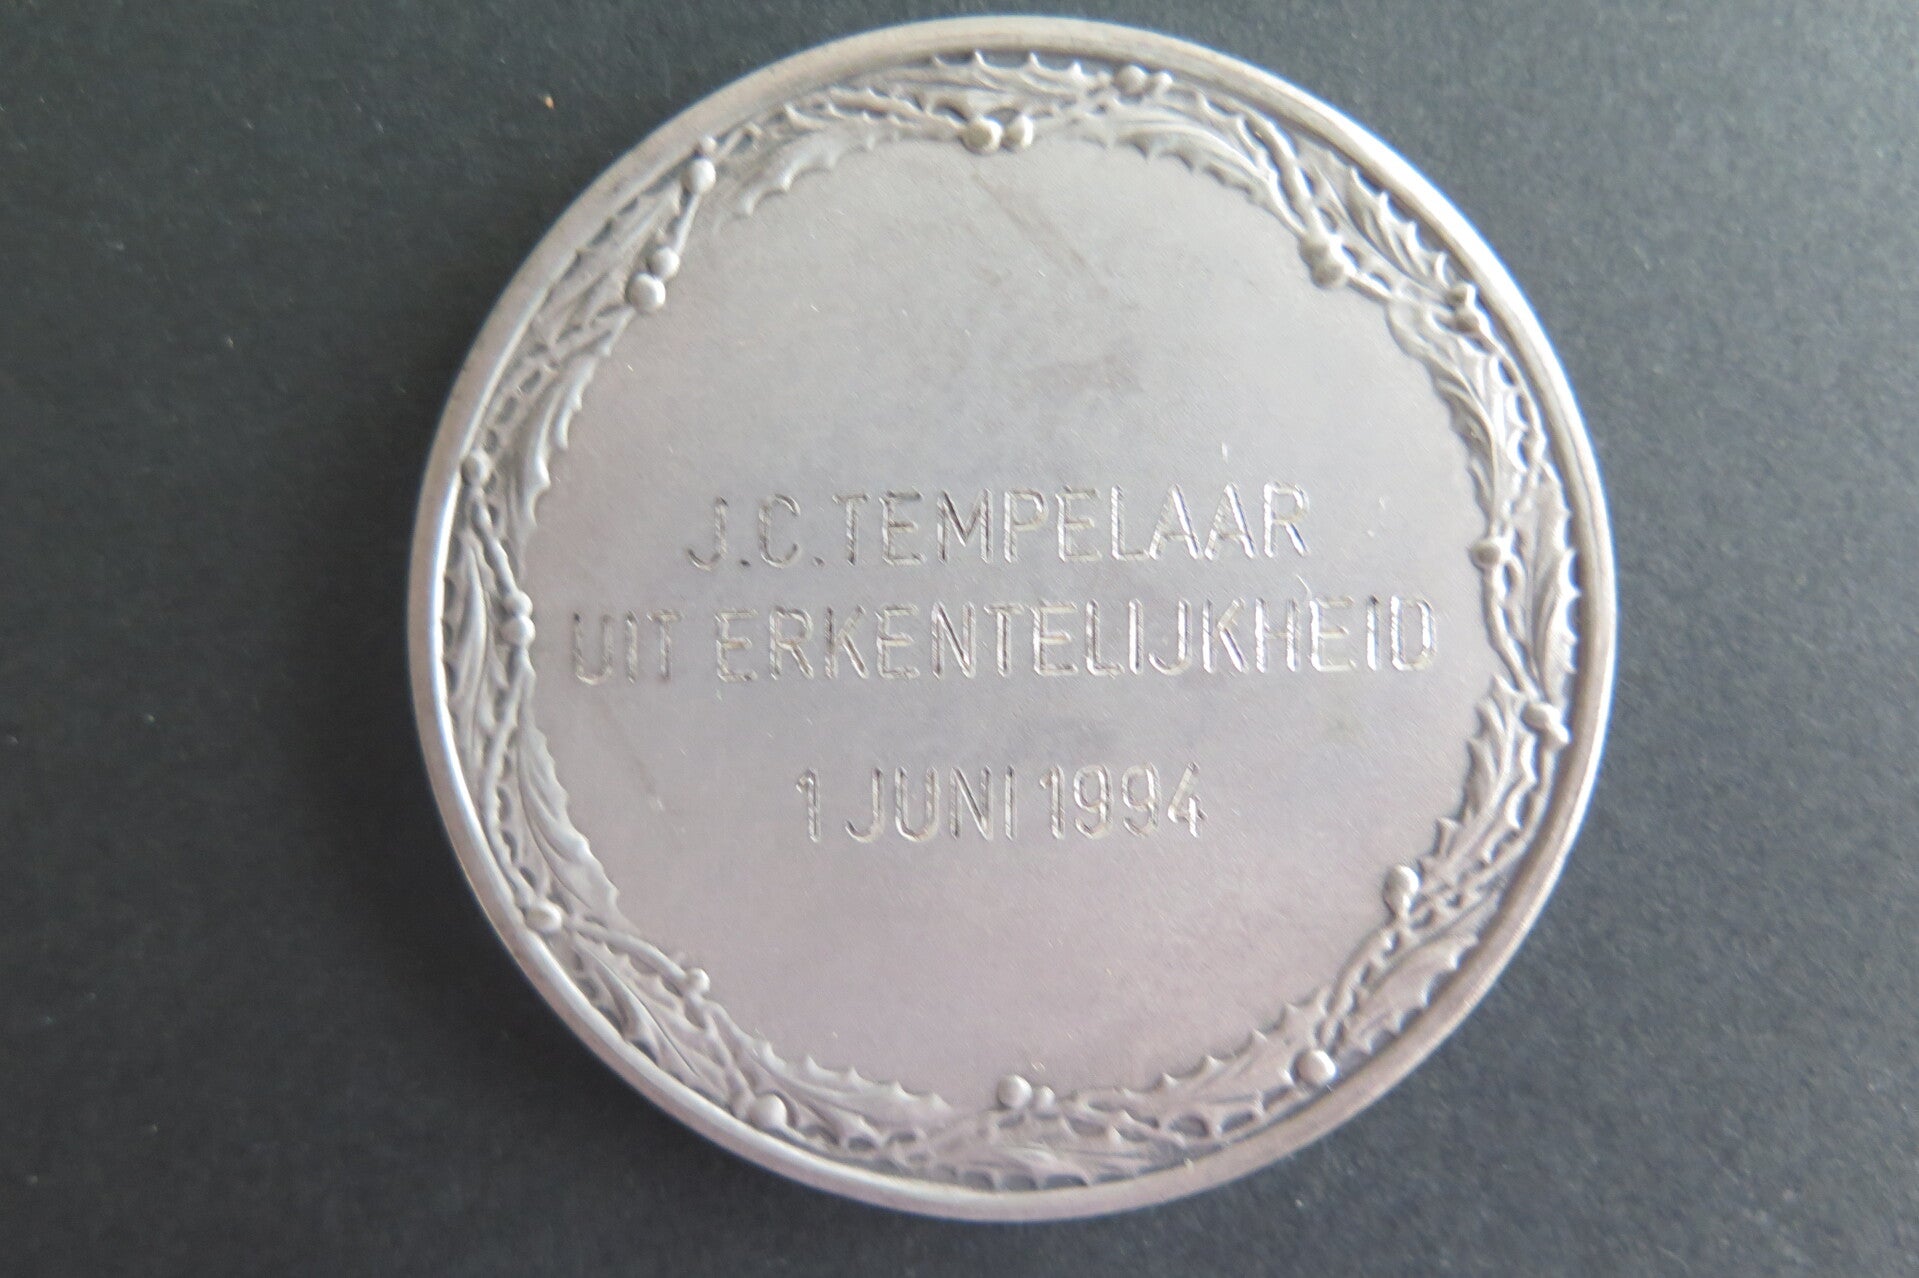 J.C. TEMPELAAR
UIT ERKENTELIJKHEID
1 JUNI 1994